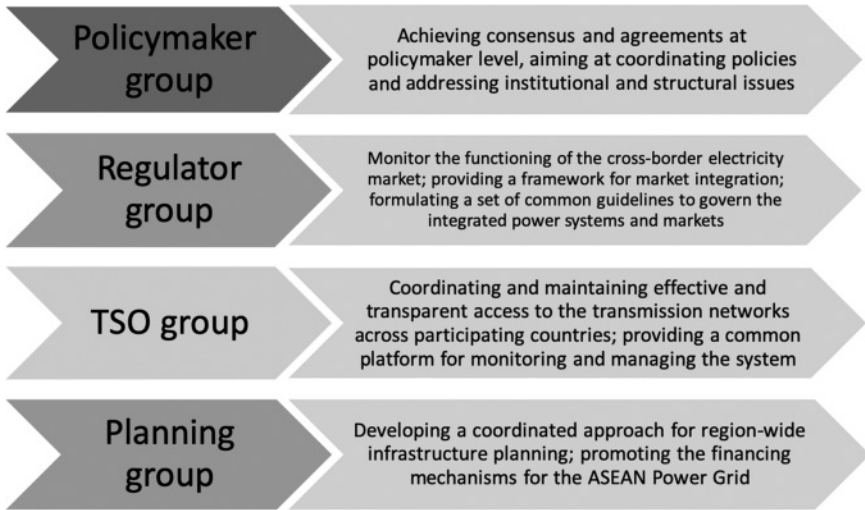 Policymaker
group
Achieving consensus and agreements at
policymaker level, aiming at coordinating policies
and addressing institutional and structural issues
Regulator
group
Monitor the functioning of the cross-border electricity
market; providing a framework for market integration;
formulating a set of common guidelines to govern the
integrated power systems and markets
TSO group
Coordinating and maintaining effective and
transparent access to the transmission networks
across participating countries; providing a common
platform for monitoring and managing the system
Planning
group
Developing a coordinated approach for region-wide
infrastructure planning; promoting the financing
mechanisms for the ASEAN Power Grid